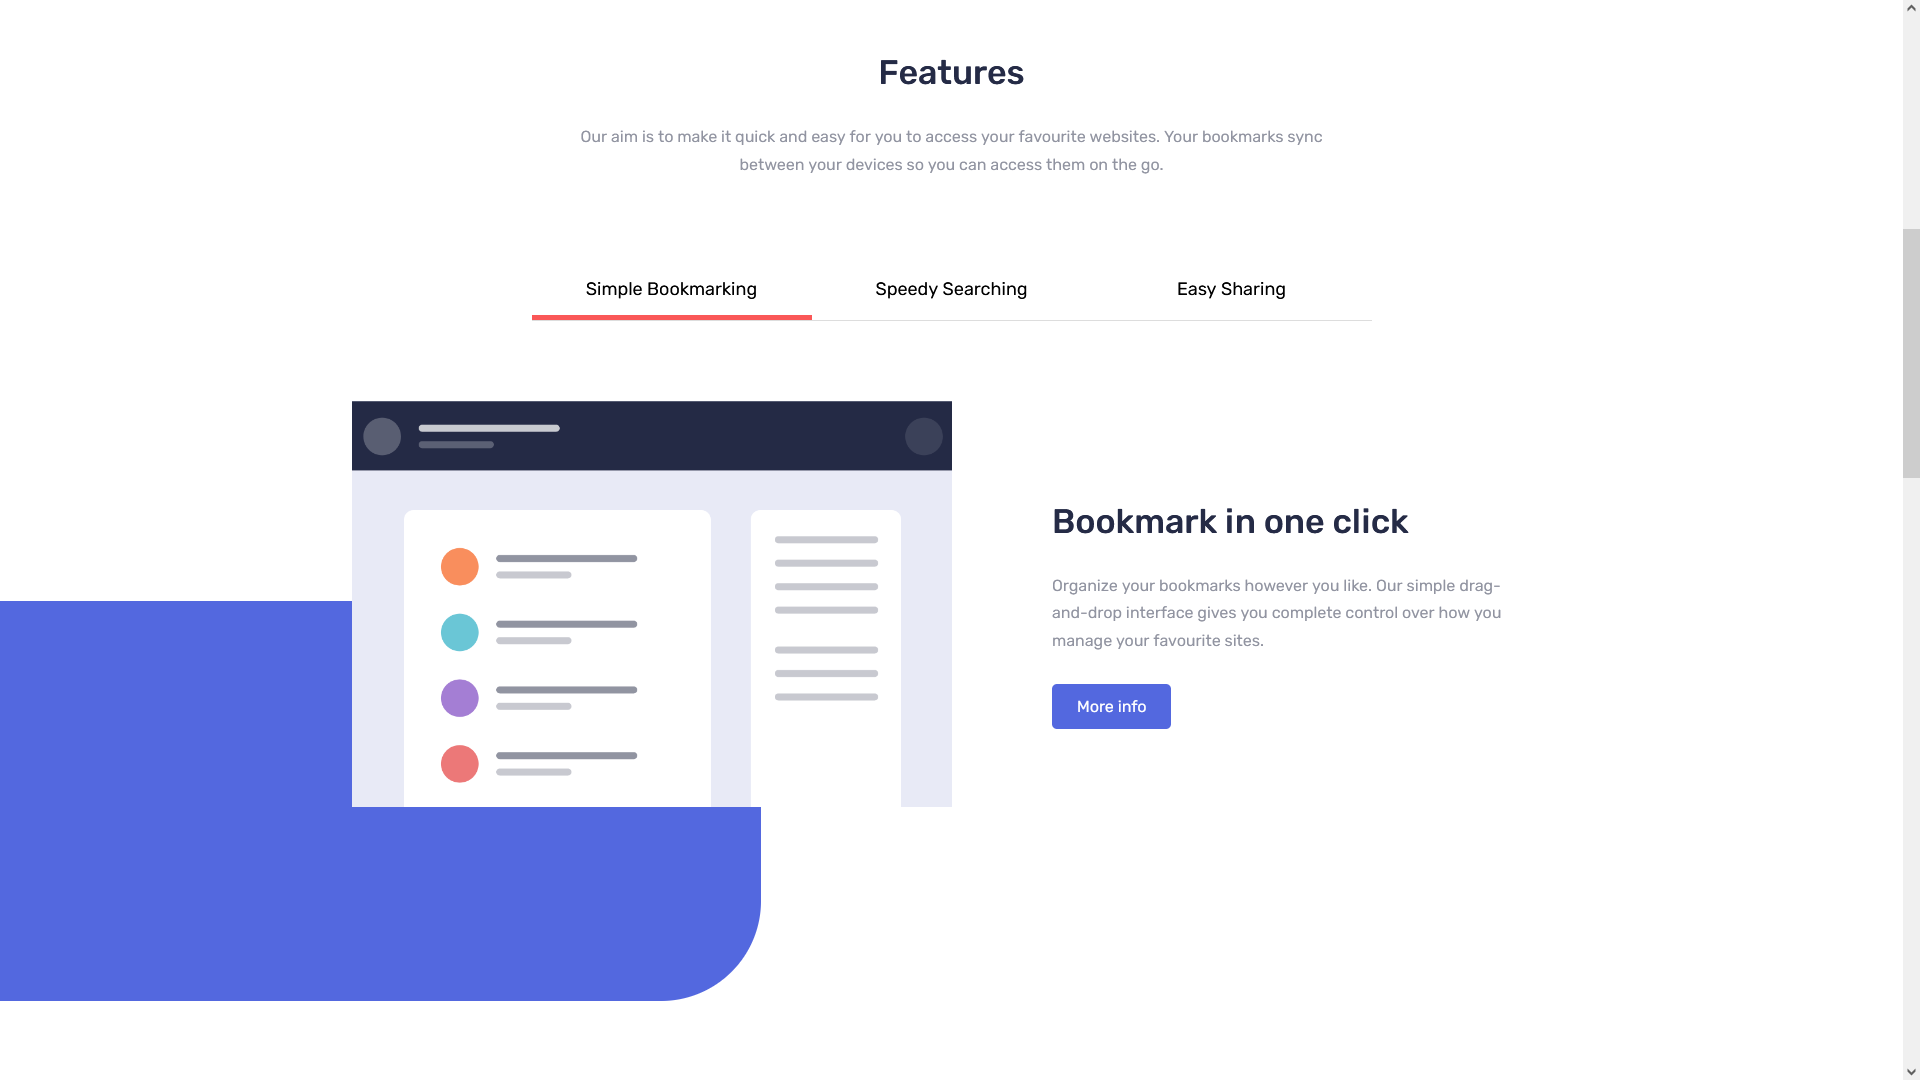 Features
Our aim is to make it quick and easy for you to access your favourite websites. Your bookmarks sync
between your devices so you can access them on the go.
Simple Bookmarking
Speedy Searching
Easy Sharing
Bookmark in one click
Organize your bookmarks however you like. Our simple drag-
and-drop interface gives you complete control over how you
manage your favourite sites.
More info